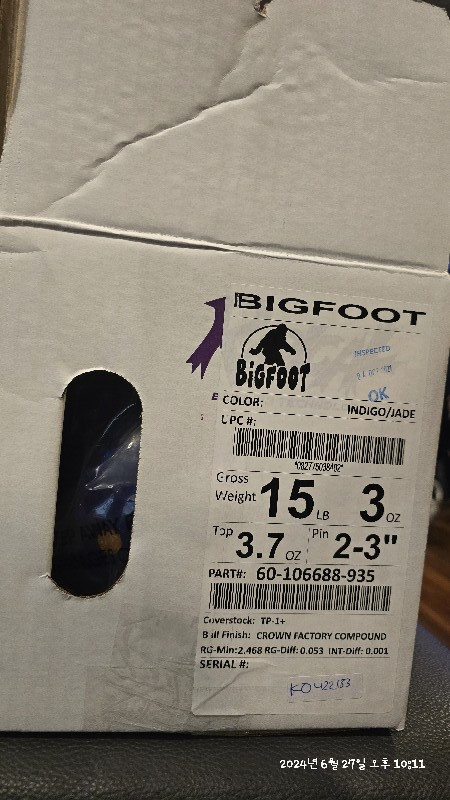 BIGFOOT
BIGFOOT
INSPECTED
OK
COLOR:
INDIGO/JADE
UPC #:
Gross Weight 15 LB 3 OZ
Top 3.7 OZ Pin 2-3"
PART#: 60-106688-935
Coverstock: TP-1+
Ball Finish: CROWN FACTORY COMPOUND
RG-Min:2.468 RG-Diff: 0.053 INT-Diff: 0.001
SERIAL #:
2024년 6월 27일 오후 10:11